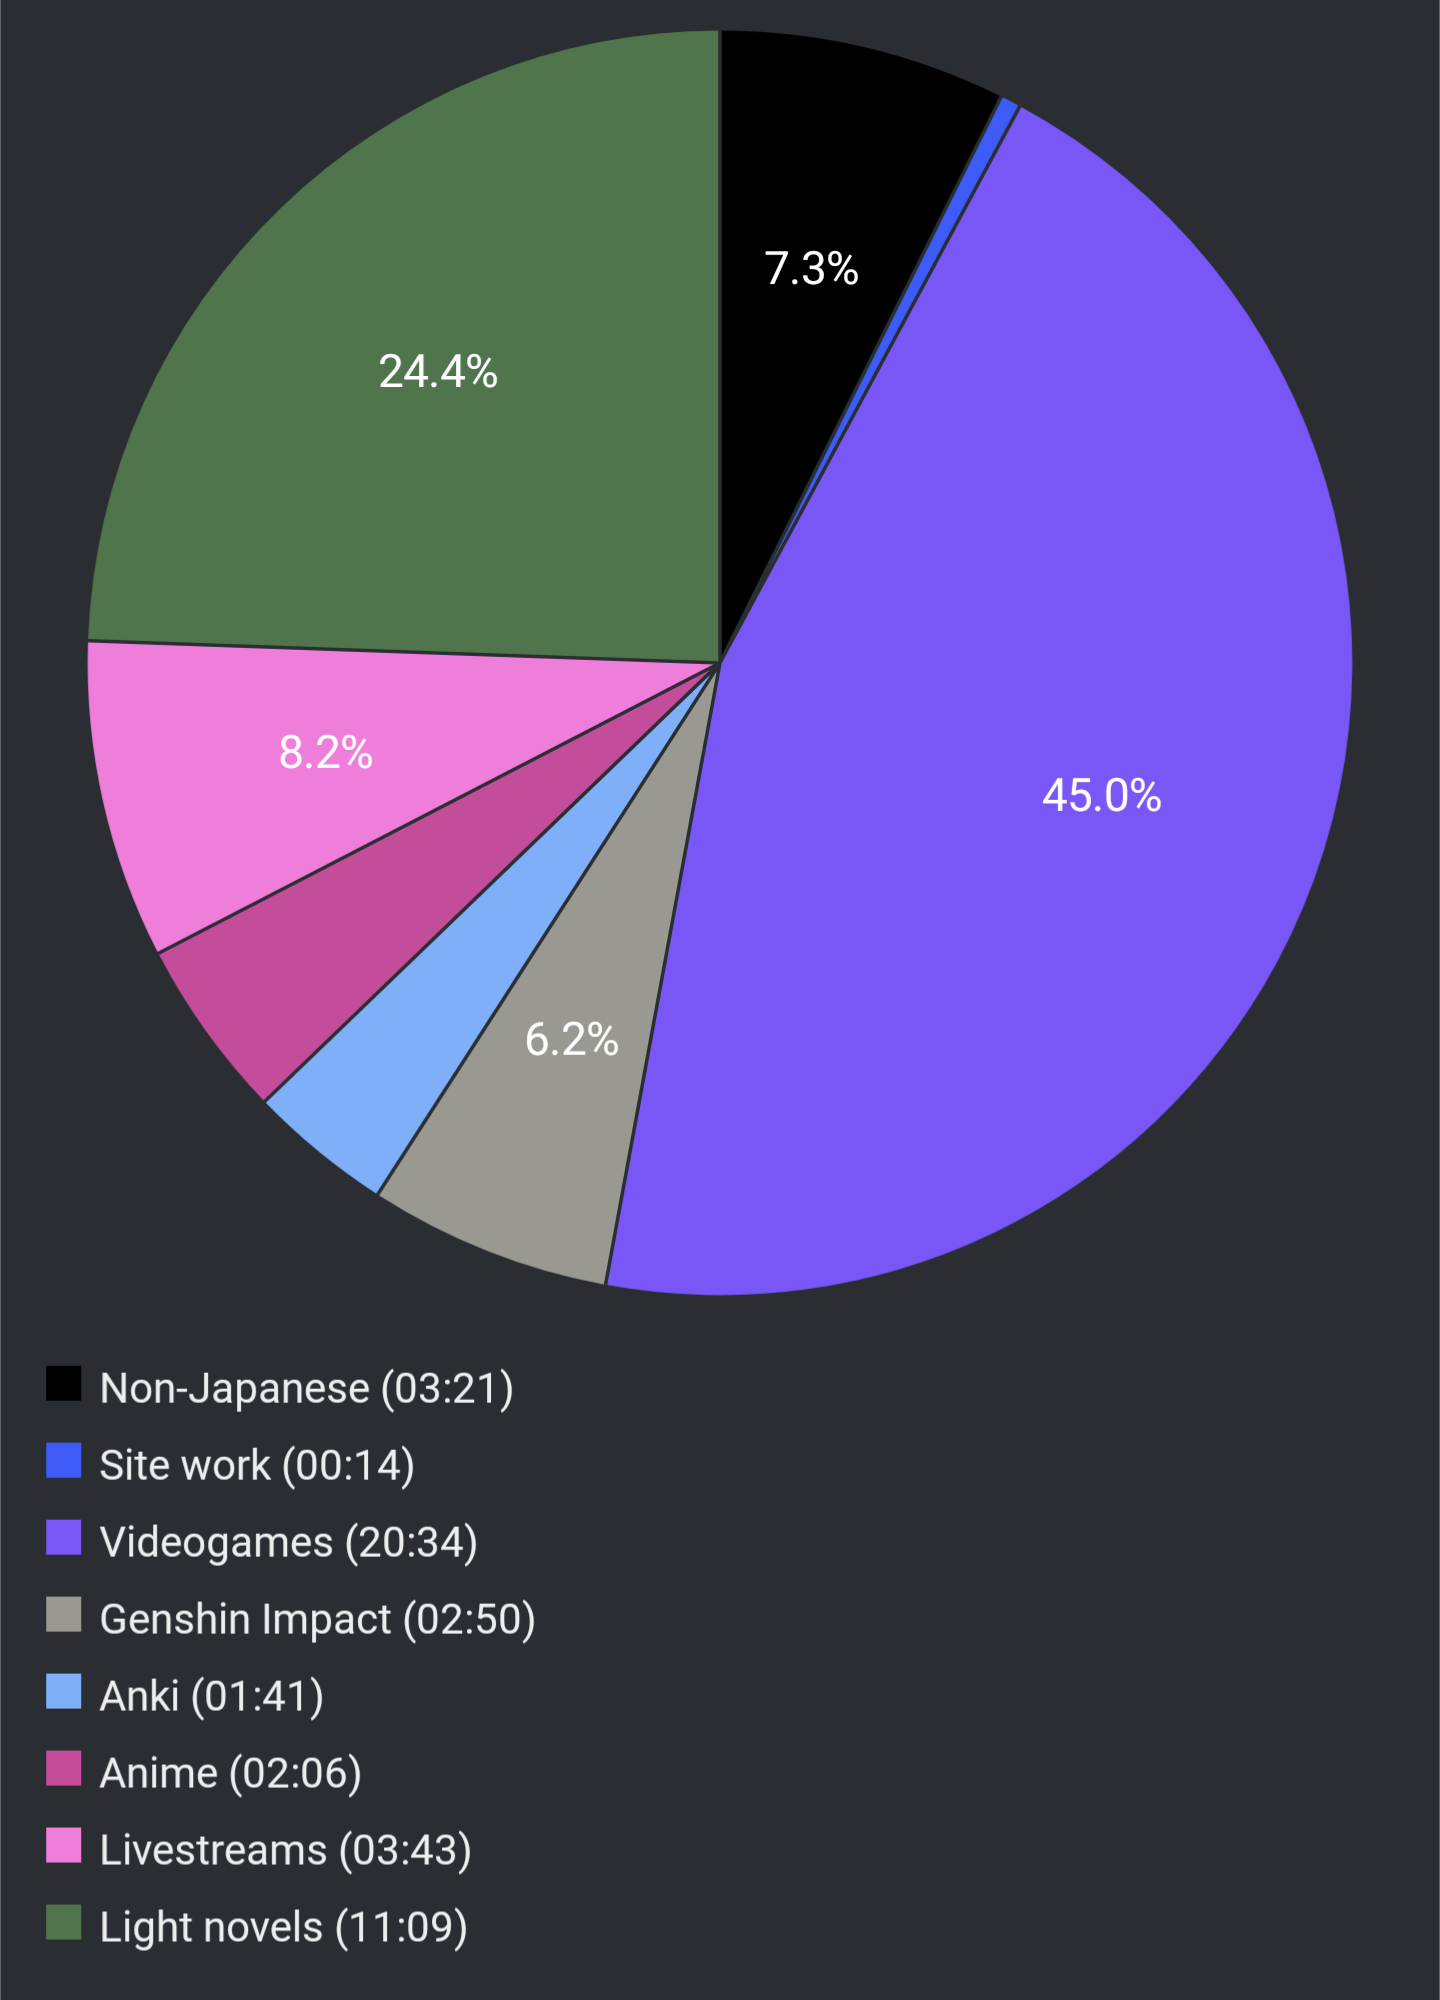 7.3%
24.4%
8.2%
45.0%
6.2%
Non-Japanese (03:21)
Site work (00:14)
Videogames (20:34)
Genshin Impact (02:50)
Anki (01:41)
Anime (02:06)
Livestreams (03:43)
Light novels (11:09)